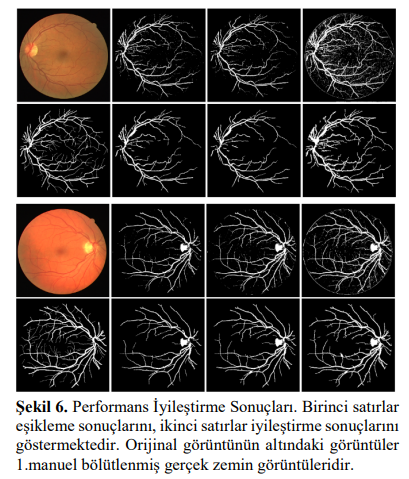 Şekil 6. Performans İyileştirme Sonuçları. Birinci satırlar
eşikleme sonuçlarını, ikinci satırlar iyileştirme sonuçlarını
göstermektedir. Orijinal görüntünün altındaki görüntüler
1.manuel bölütlenmiş gerçek zemin görüntüleridir.